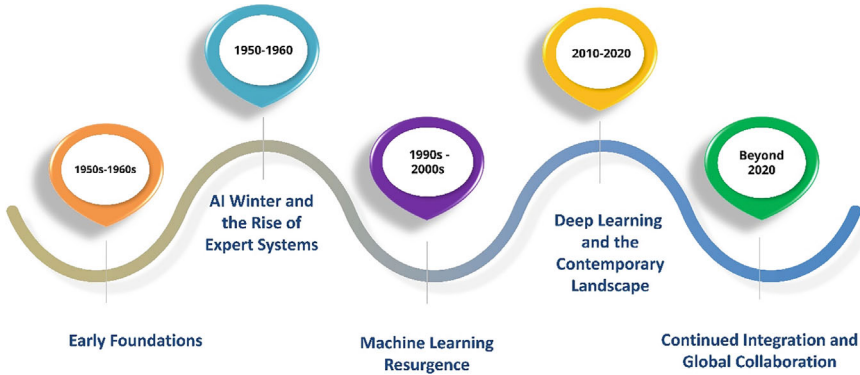 1950s-1960s
Early Foundations
1950-1960
AI Winter and
the Rise of
Expert Systems
1990s -
2000s
Machine Learning
Resurgence
2010-2020
Deep Learning
and the
Contemporary
Landscape
Beyond
2020
Continued Integration and
Global Collaboration